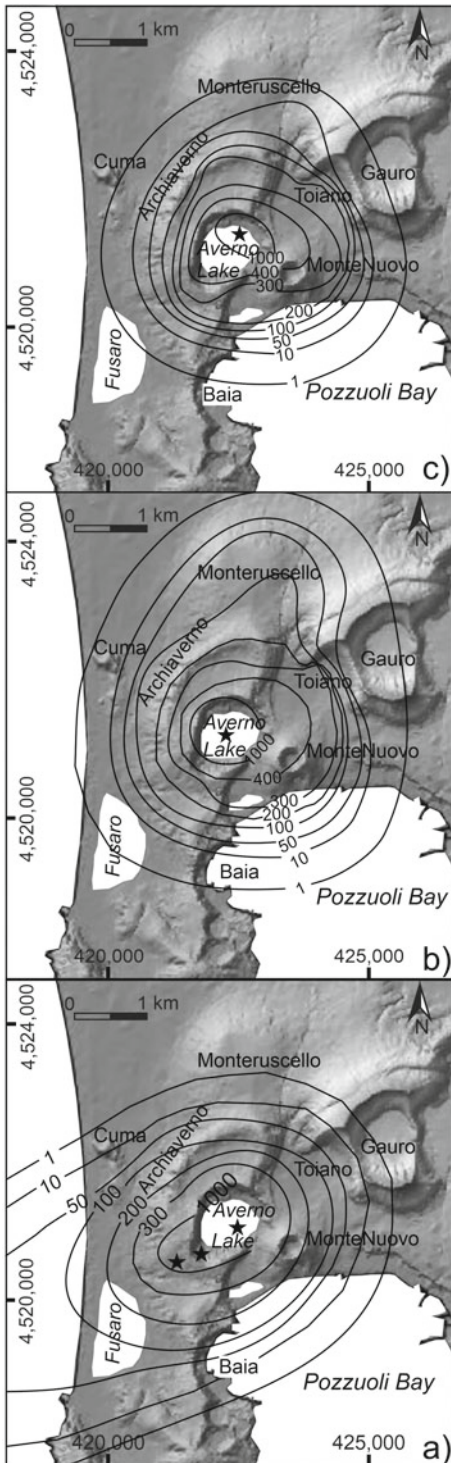 4,524,000
0 1 km
N
Monteruscello
Cuma
Archiaverno
Gauro
Toiano
Averno
Lake
1000
400
300
MonteNuovo
200
100
50
10
1
4,520,000
Fusaro
Baia
Pozzuoli Bay
420,000
425,000
c)
4,524,000
0 1 km
N
Monteruscello
Cuma
Archiaverno
Gauro
Toiano
Averno
Lake
1000
MonteNuovo
400
300
200
100
50
10
1
4,520,000
Fusaro
Baia
Pozzuoli Bay
420,000
425,000
b)
4,524,000
0 1 km
N
Monteruscello
Cuma
Archiaverno
Gauro
Toiano
1
10
50
100
200
300
1000
Averno
Lake
MonteNuovo
4,520,000
Fusaro
Baia
Pozzuoli Bay
420,000
425,000
a)